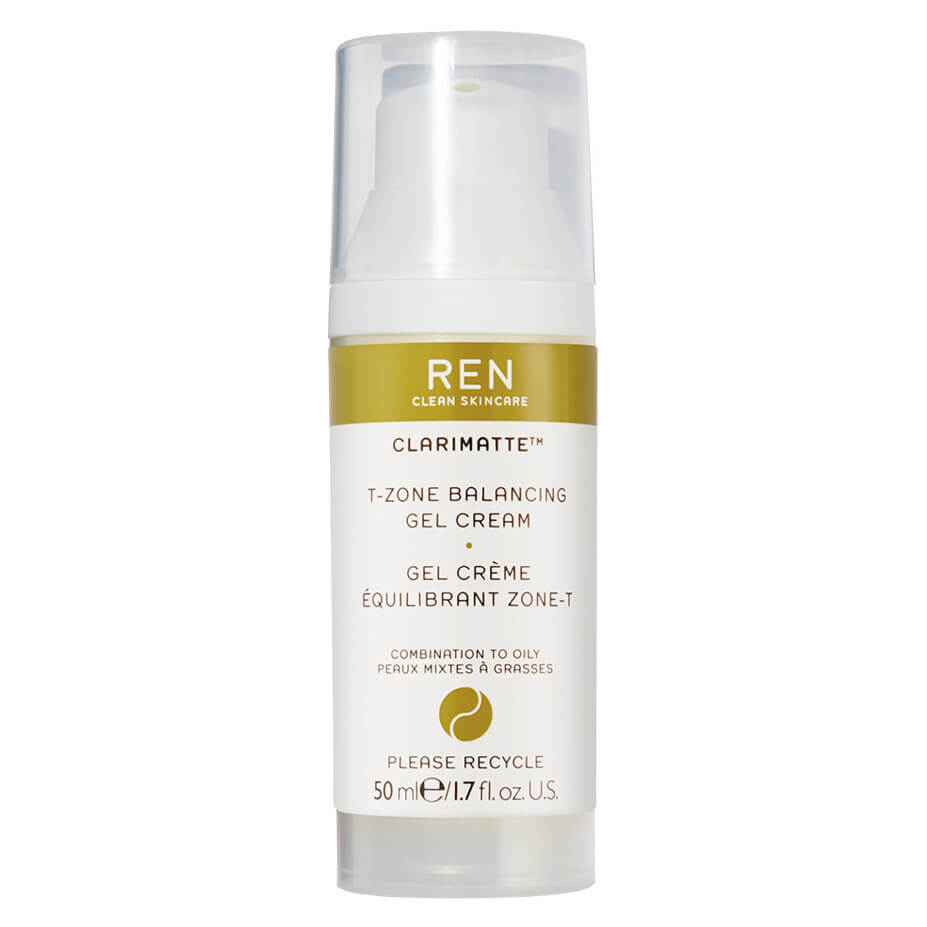 REN
CLEAN SKINCARE
CLARIMATTE™
T-ZONE BALANCING
GEL CREAM
•
GEL CRÈME
ÉQUILIBRANT ZONE-T
COMBINATION TO OILY
PEAUX MIXTES À GRASSES
PLEASE RECYCLE
50 ml℮/1.7 fl. oz. U.S.